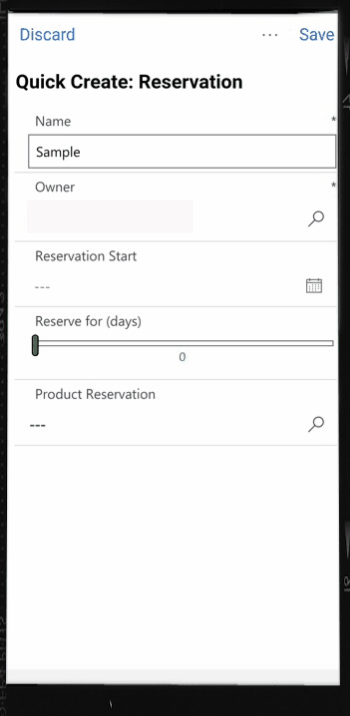 Discard ... Save
Quick Create: Reservation
Name *
Sample
Owner *
Reservation Start
---
Reserve for (days)
0
Product Reservation
---